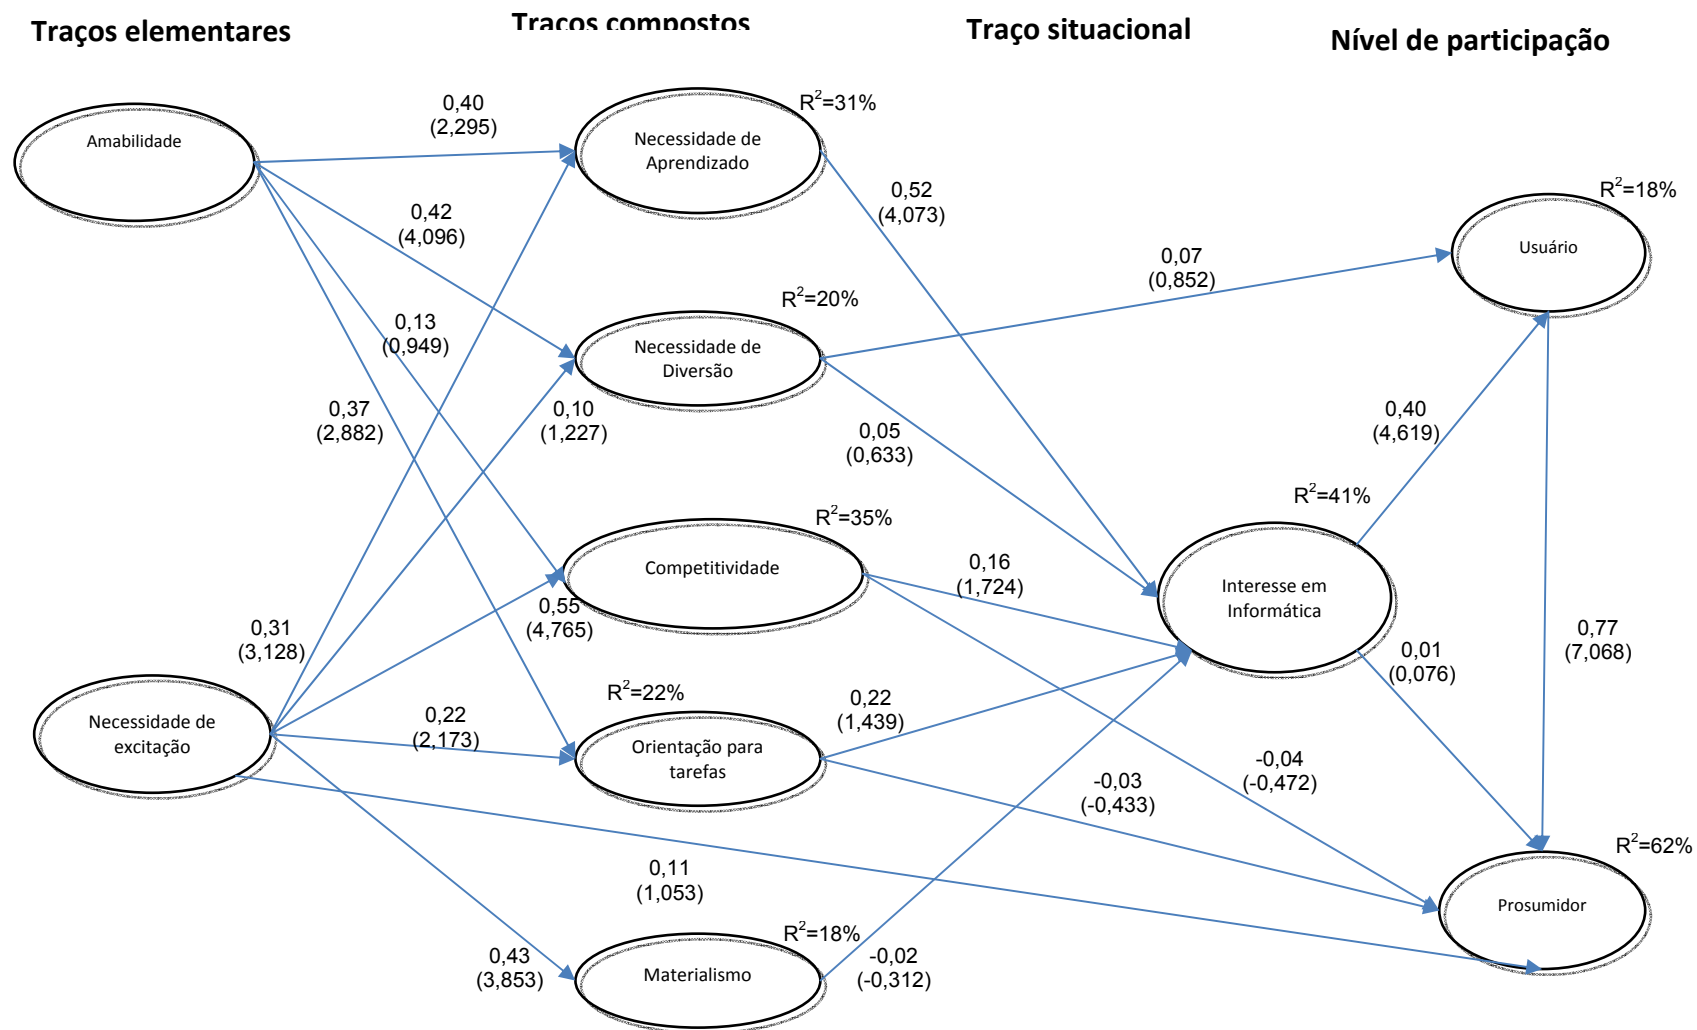 Traços elementares
Traços compostos
Traço situacional
Nível de participação
Amabilidade
0,40
(2,295)
Necessidade de
Aprendizado
R²=31%
0,42
(4,096)
0,52
(4,073)
Usuário
R²=18%
0,13
(0,949)
Necessidade de
Diversão
R²=20%
0,07
(0,852)
0,37
(2,882)
0,10
(1,227)
0,05
(0,633)
0,40
(4,619)
Competitividade
R²=35%
0,16
(1,724)
Interesse em
Informática
R²=41%
0,31
(3,128)
0,55
(4,765)
0,01
(0,076)
0,77
(7,068)
Necessidade de
excitação
0,22
(2,173)
Orientação para
tarefas
R²=22%
0,22
(1,439)
-0,03
(-0,433)
-0,04
(-0,472)
0,11
(1,053)
Prosumidor
R²=62%
0,43
(3,853)
Materialismo
R²=18%
-0,02
(-0,312)